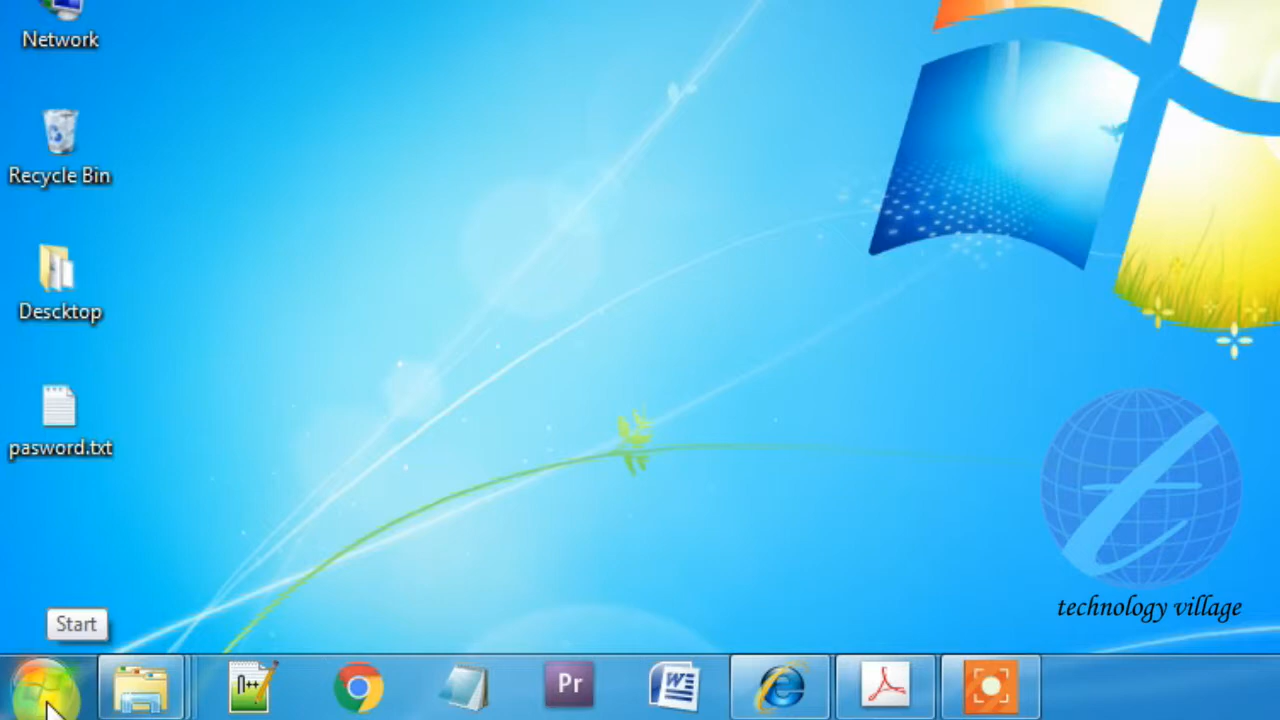 Network
Recycle Bin
Descktop
pasword.txt
technology village
Start
n++
Pr
W